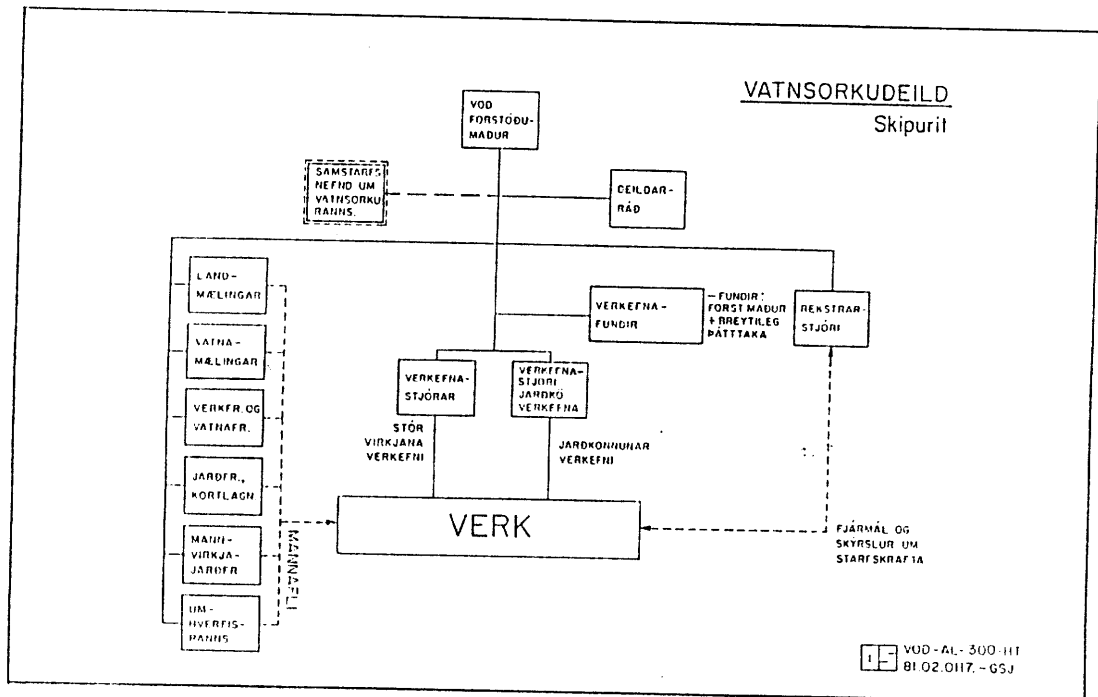 VATNSORKUDEILD
Skipurit
VOD
FORSTÖÐU-
MAÐUR
SAMSTARFS
NEFND UM
VATNSORKU
RANNS.
DEILDAR-
RÁÐ
LAND-
MÆLINGAR
VATNA-
MÆLINGAR
VERKFR. OG
VATNAFR.
JARÐFR.,
KORTLAGN.
MANN-
VIRKJA-
JARÐFR.
UM-
HVERFIS-
RANNS.
MANNAFLI
VERKEFNA-
FUNDIR
- FUNDIR:
FORST MAÐUR
+ BREYTILEG
ÞÁTTTAKA
REKSTRAR-
STJÓRI
VERKEFNA-
STJÓRAR
VERKEFNA-
STJÓRI
JARÐKÖ
VERKEFNA
STÓR
VIRKJANA
VERKEFNI
JARÐKÖNNUNAR
VERKEFNI
VERK
FJÁRMÁL OG
SKÝRSLUR UM
STARFSKRAFTA
VOD-AL-300-HT
81.02.0117.-GSJ